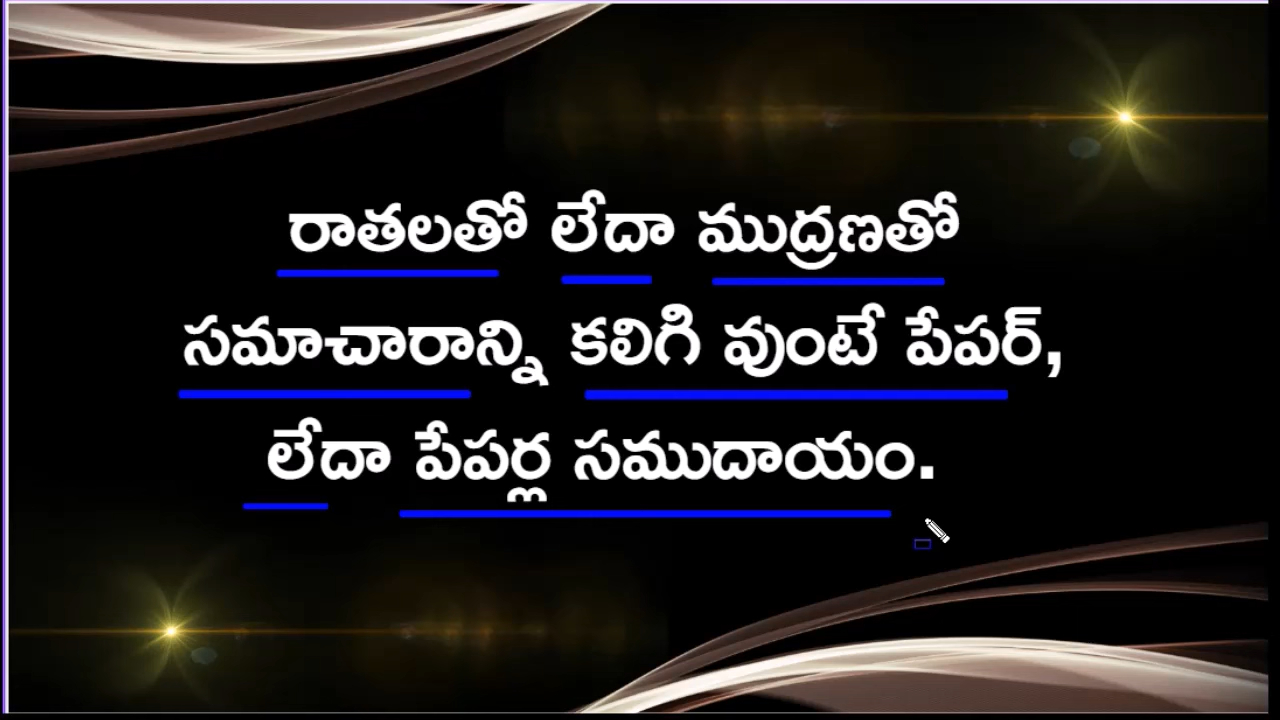 రాతలతో లేదా ముద్రణతో
సమాచారాన్ని కలిగి వుంటే పేపర్,
లేదా పేపర్ల సముదాయం.